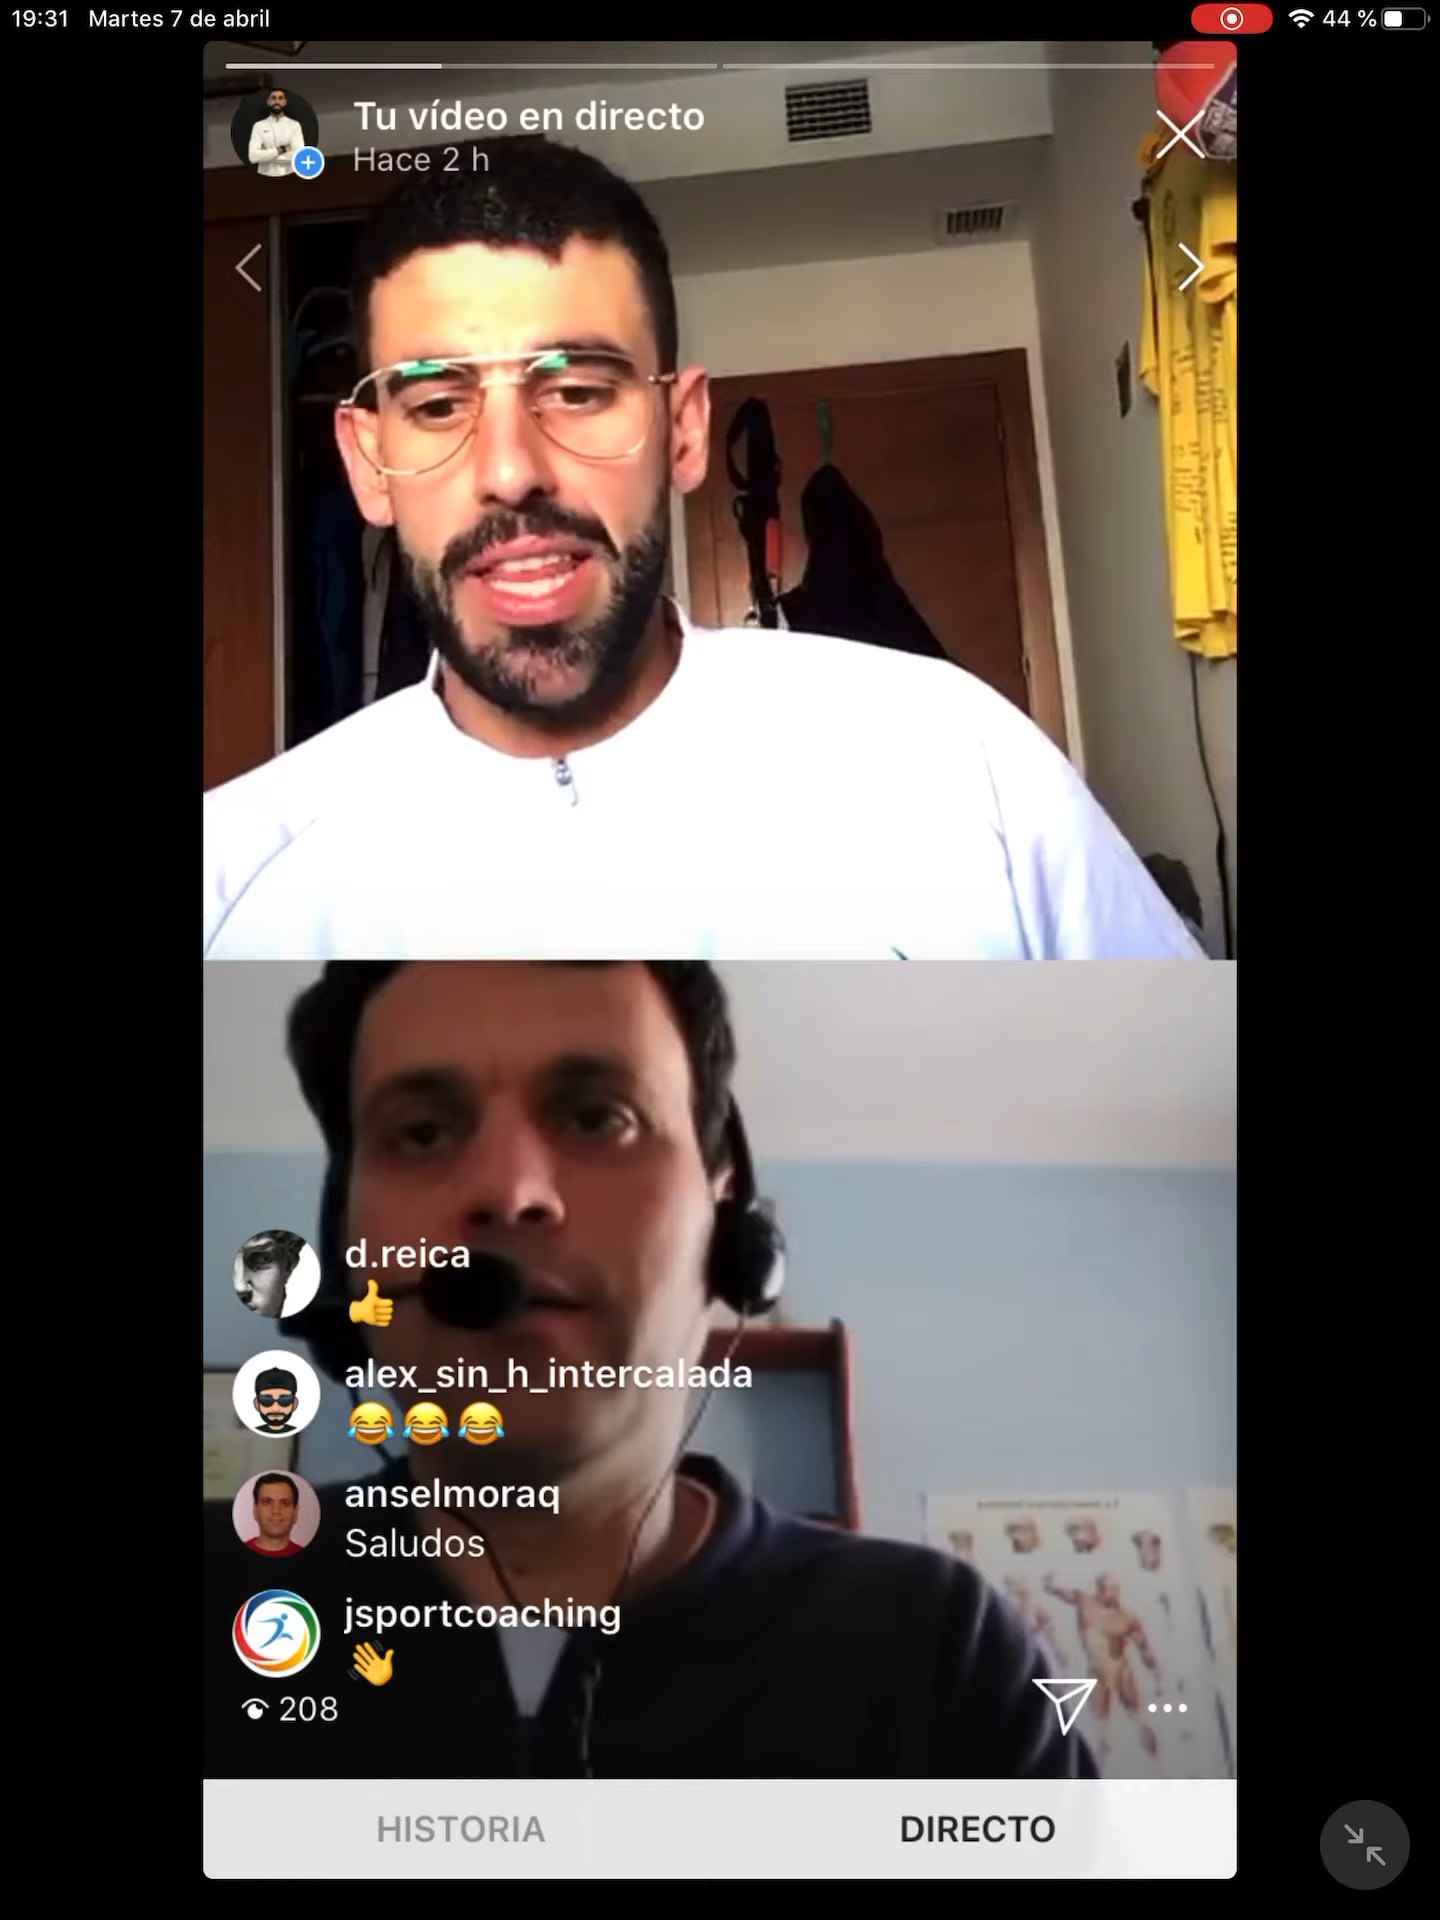 19:31 Martes 7 de abril
44 %
Tu vídeo en directo
Hace 2 h
d.reica
👍
alex_sin_h_intercalada
😂😂😂
anselmoraq
Saludos
jsportcoaching
👋
208
HISTORIA
DIRECTO